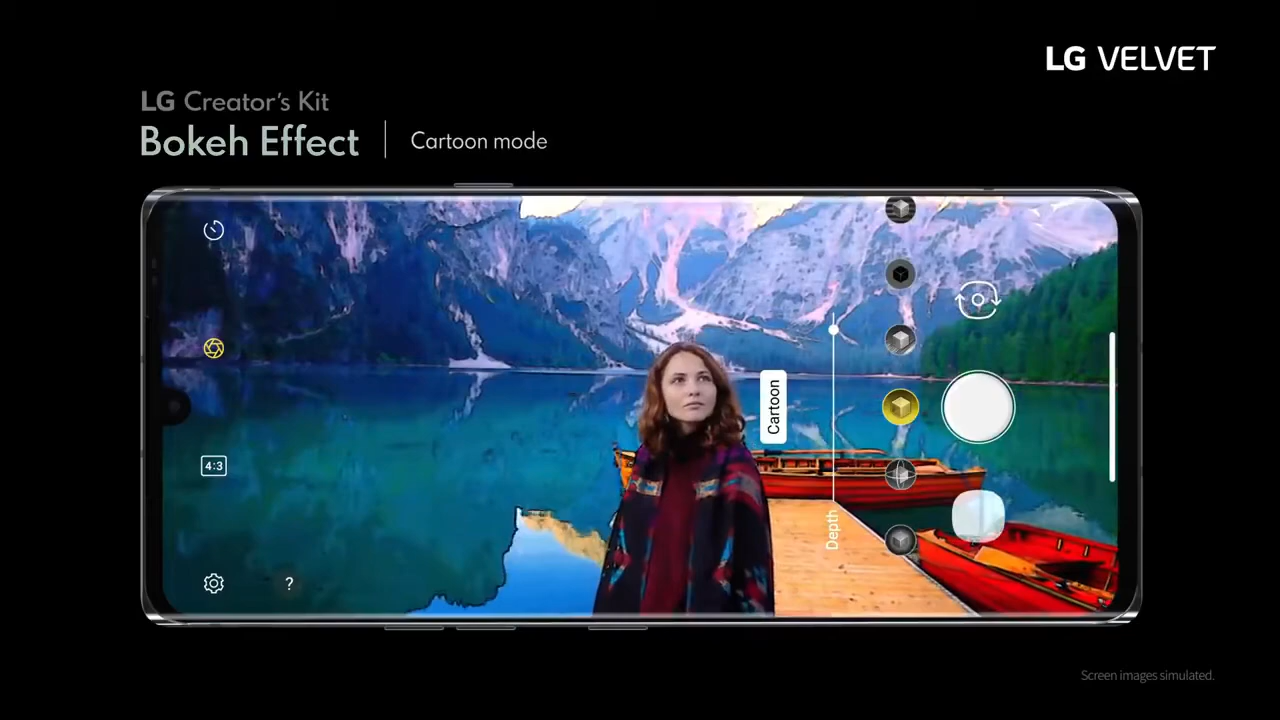 LG VELVET
LG Creator's Kit
Bokeh Effect | Cartoon mode
Cartoon
4:3
Depth
?
Screen images simulated.